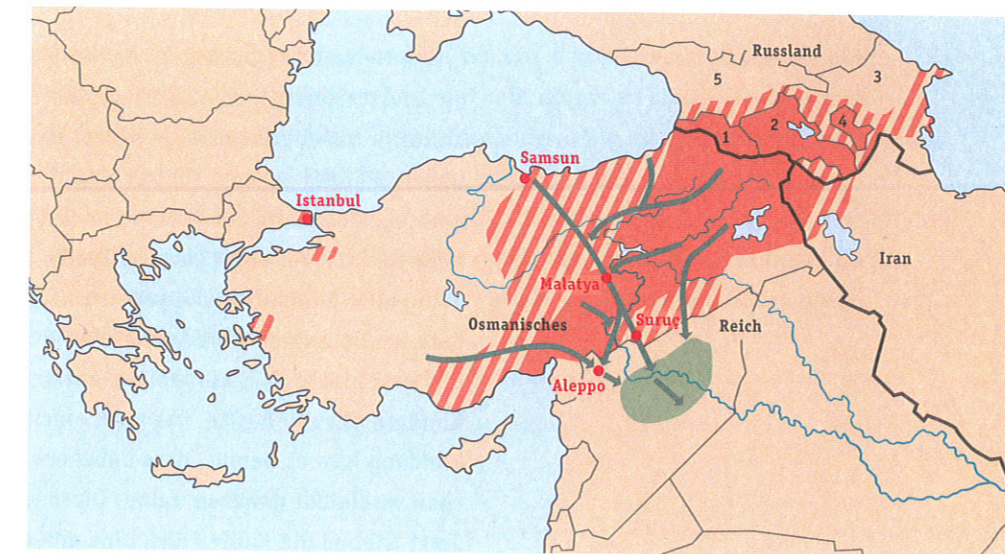 Russland
5
3
1
2
4
Samsun
Istanbul
Iran
Malatya
Osmanisches
Suruç
Reich
Aleppo